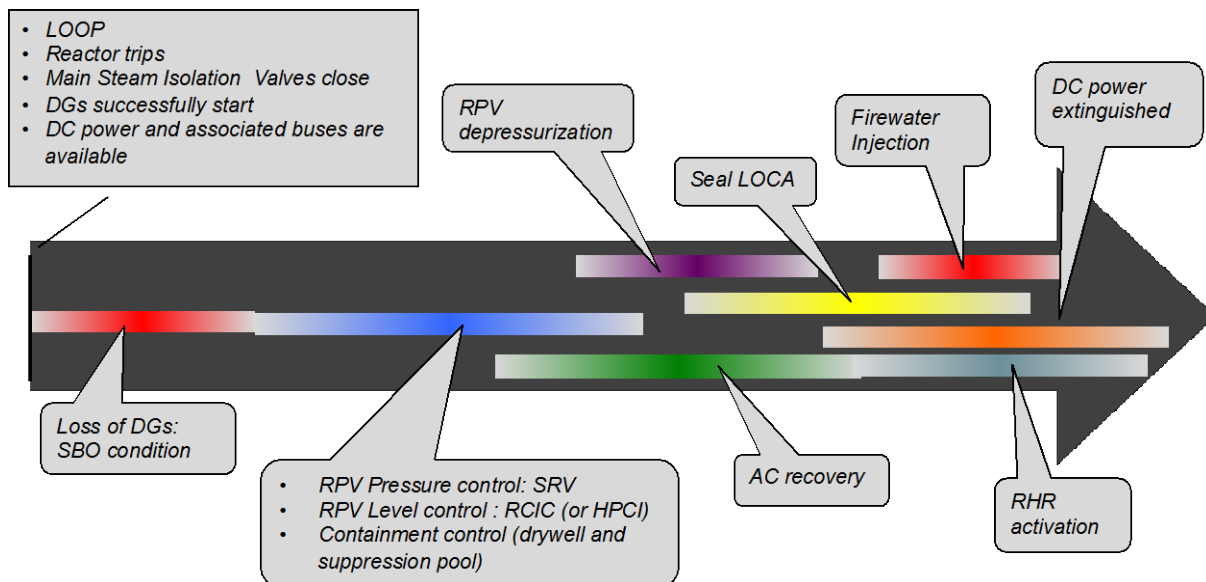 • LOOP
• Reactor trips
• Main Steam Isolation Valves close
• DGs successfully start
• DC power and associated buses are
available
RPV
depressurization
Seal LOCA
Firewater
Injection
DC power
extinguished
Loss of DGs:
SBO condition
• RPV Pressure control: SRV
• RPV Level control : RCIC (or HPCI)
• Containment control (drywell and
suppression pool)
AC recovery
RHR
activation